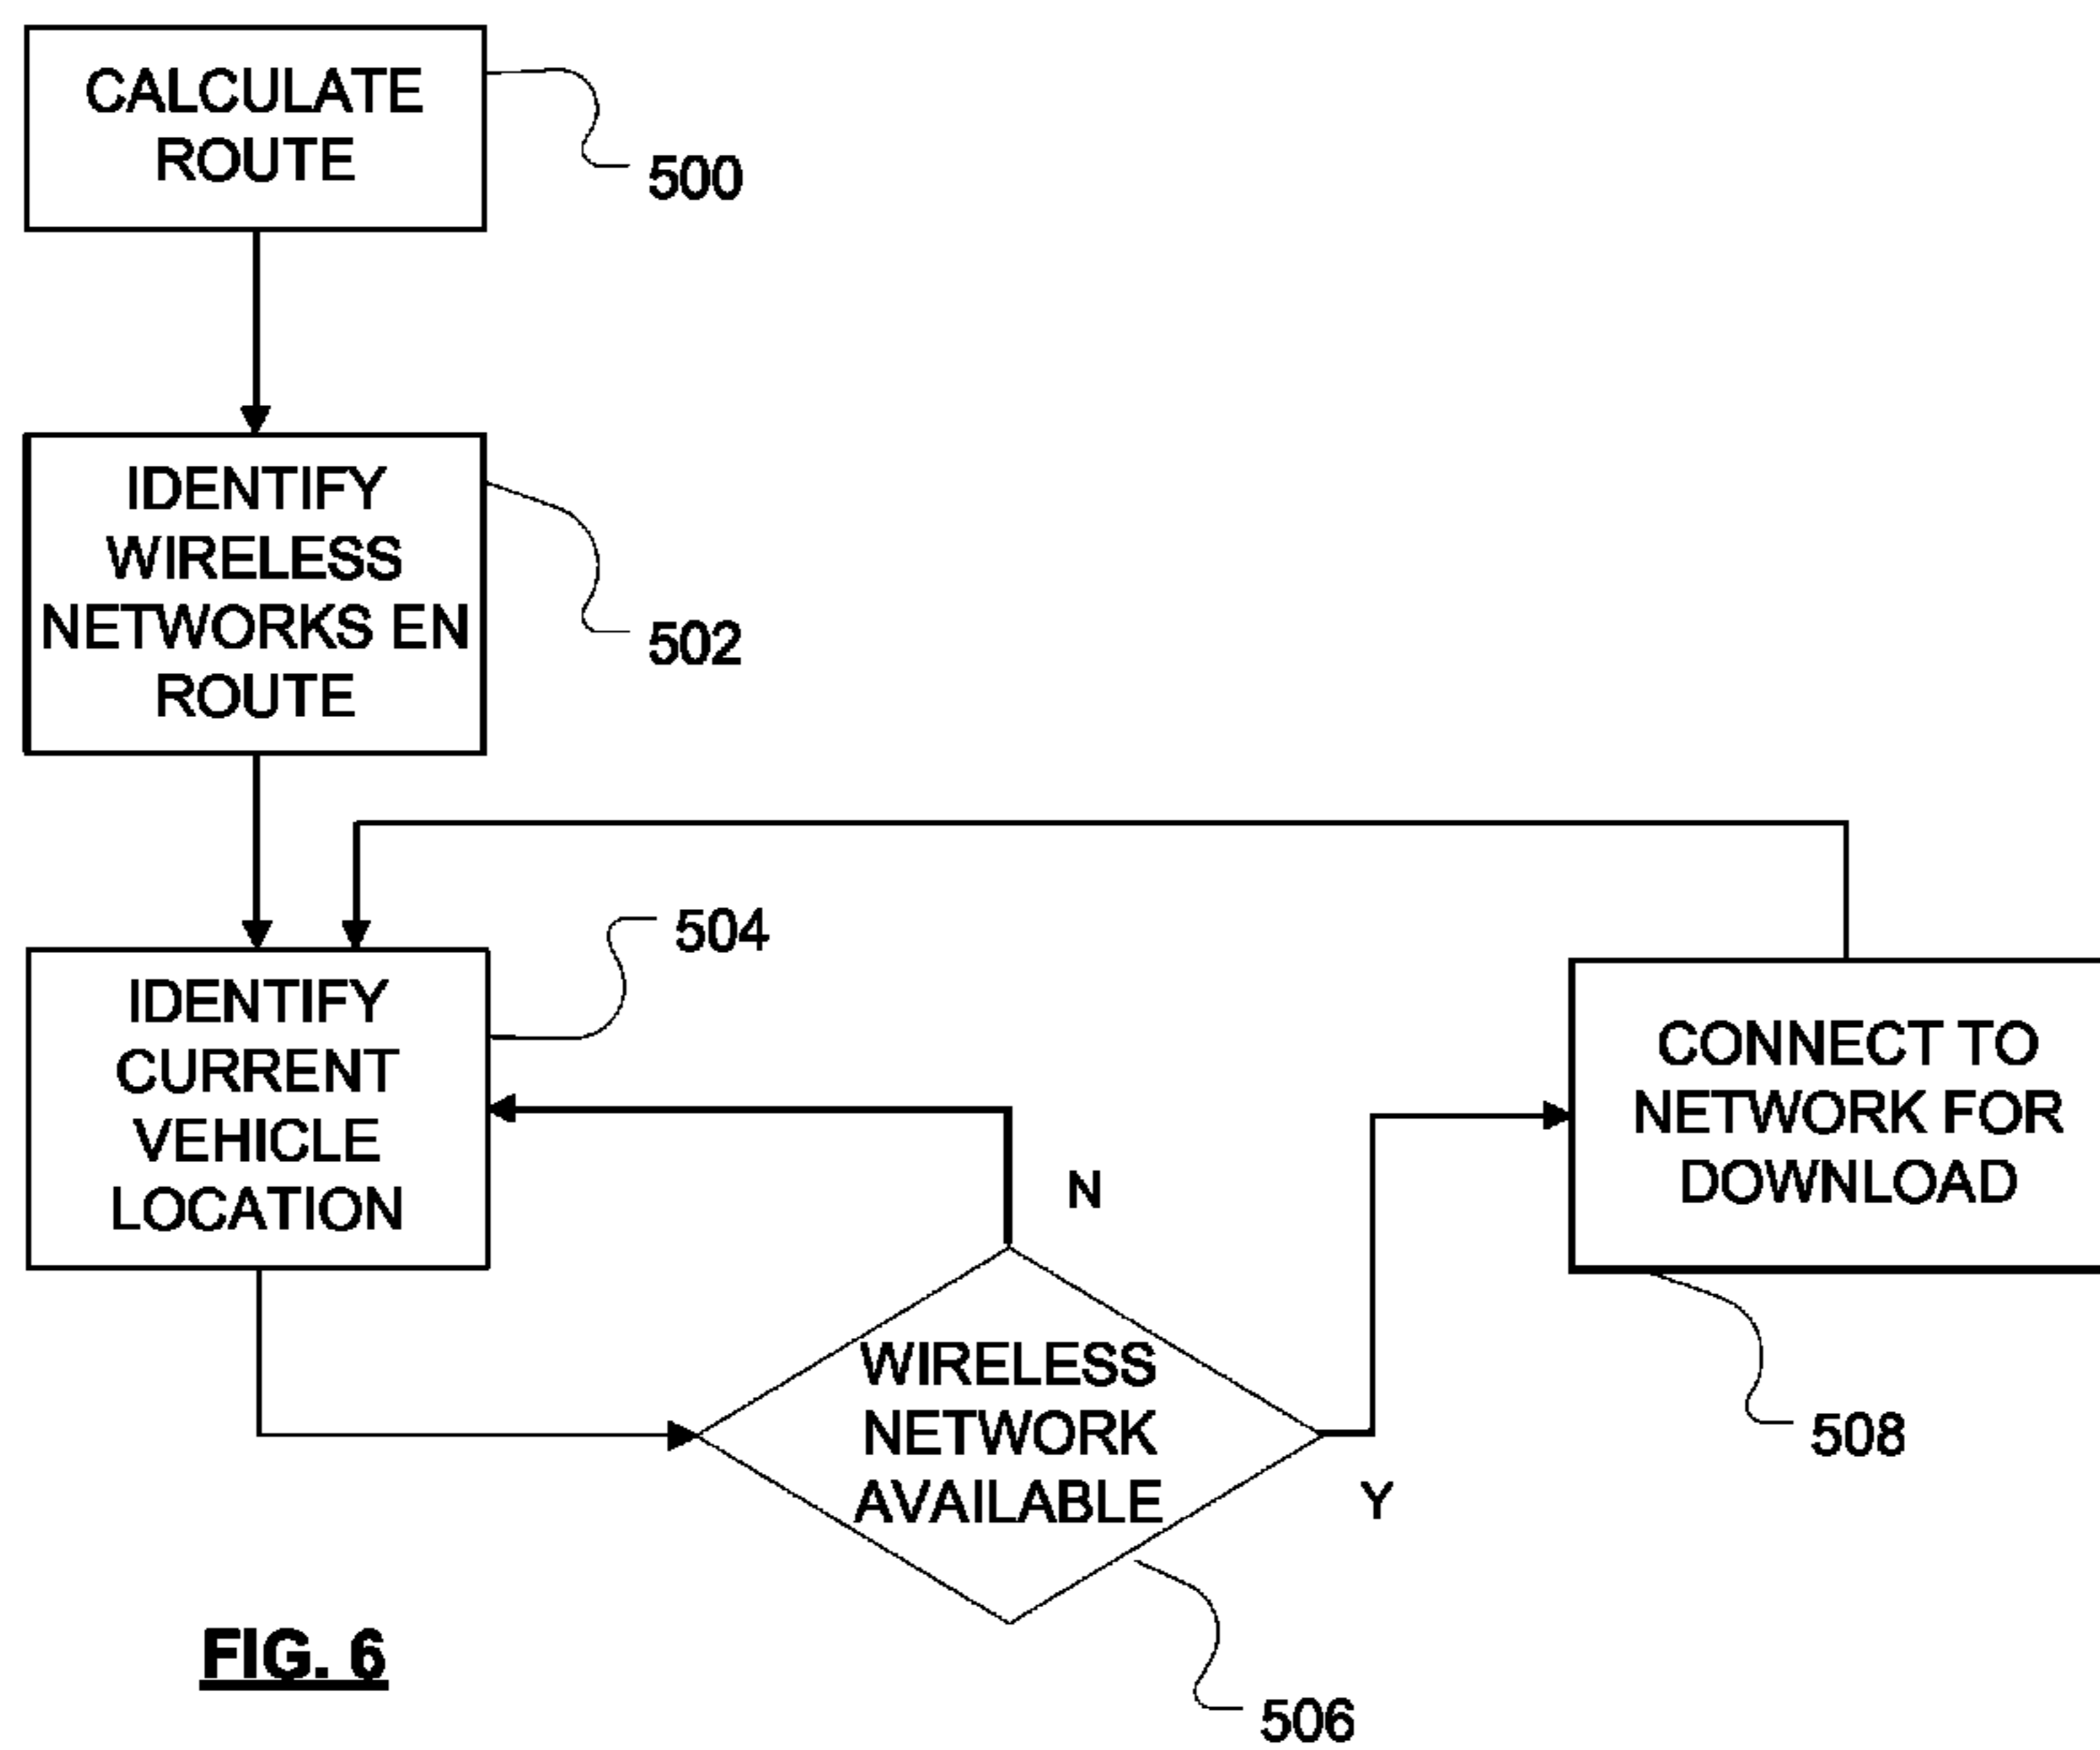 CALCULATE
ROUTE
500
IDENTIFY
WIRELESS
NETWORKS EN
ROUTE
502
IDENTIFY
CURRENT
VEHICLE
LOCATION
504
N
WIRELESS
NETWORK
AVAILABLE
Y
506
CONNECT TO
NETWORK FOR
DOWNLOAD
508
FIG. 6